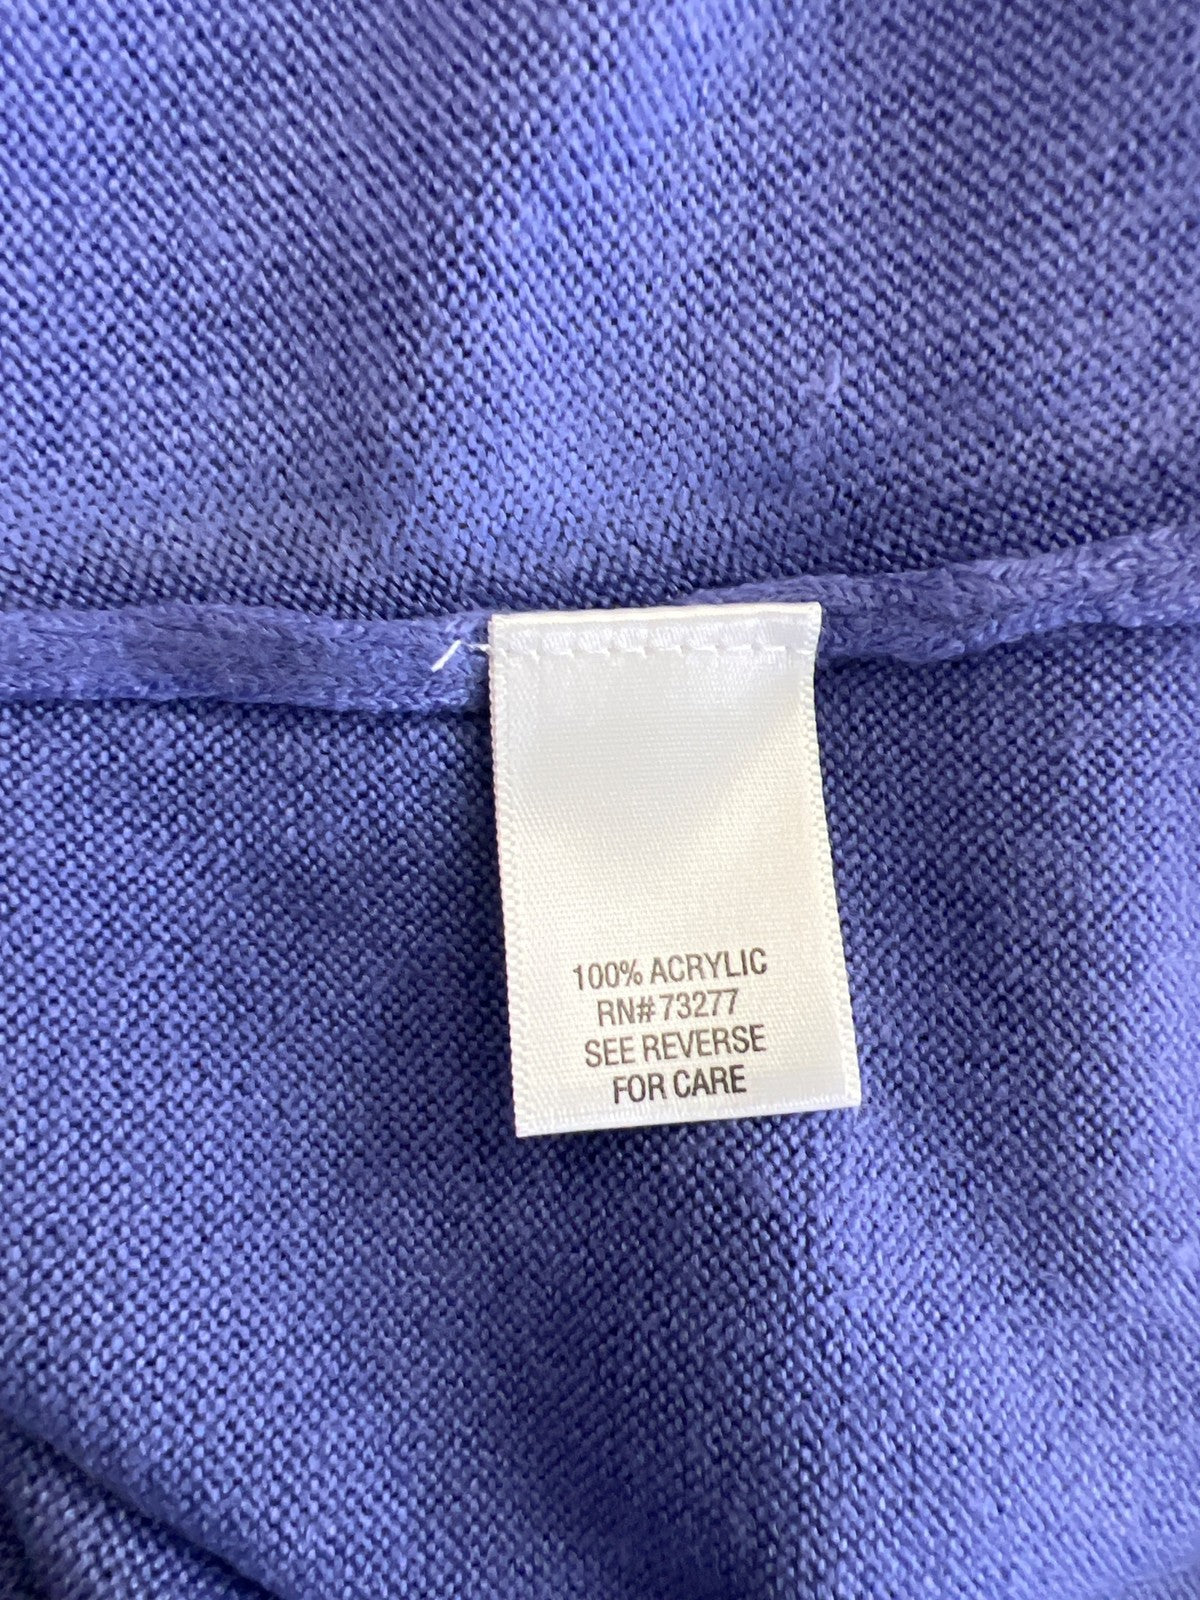 100% ACRYLIC
RN#73277
SEE REVERSE
FOR CARE